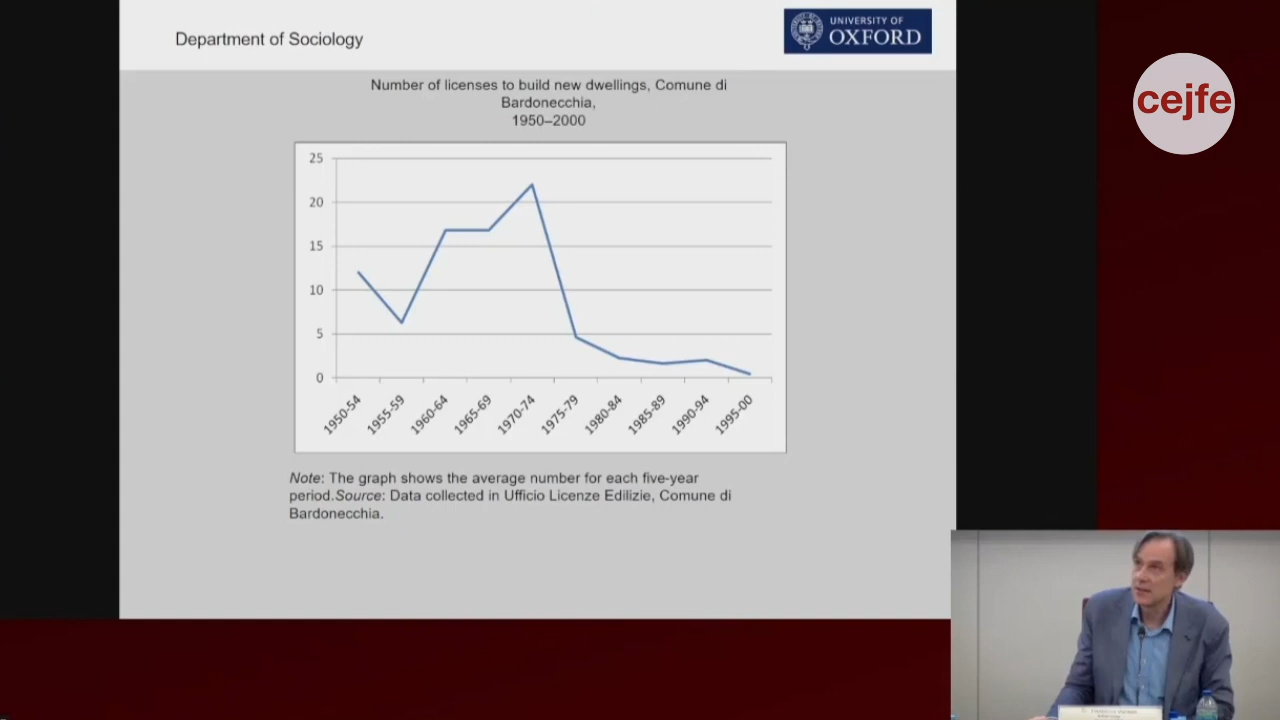 Department of Sociology
UNIVERSITY OF
OXFORD
cejfe
Number of licenses to build new dwellings, Comune di
Bardonecchia,
1950–2000
25
20
15
10
5
0
1950-54
1955-59
1960-64
1965-69
1970-74
1975-79
1980-84
1985-89
1990-94
1995-00
Note: The graph shows the average number for each five-year
period.Source: Data collected in Ufficio Licenze Edilizie, Comune di
Bardonecchia.